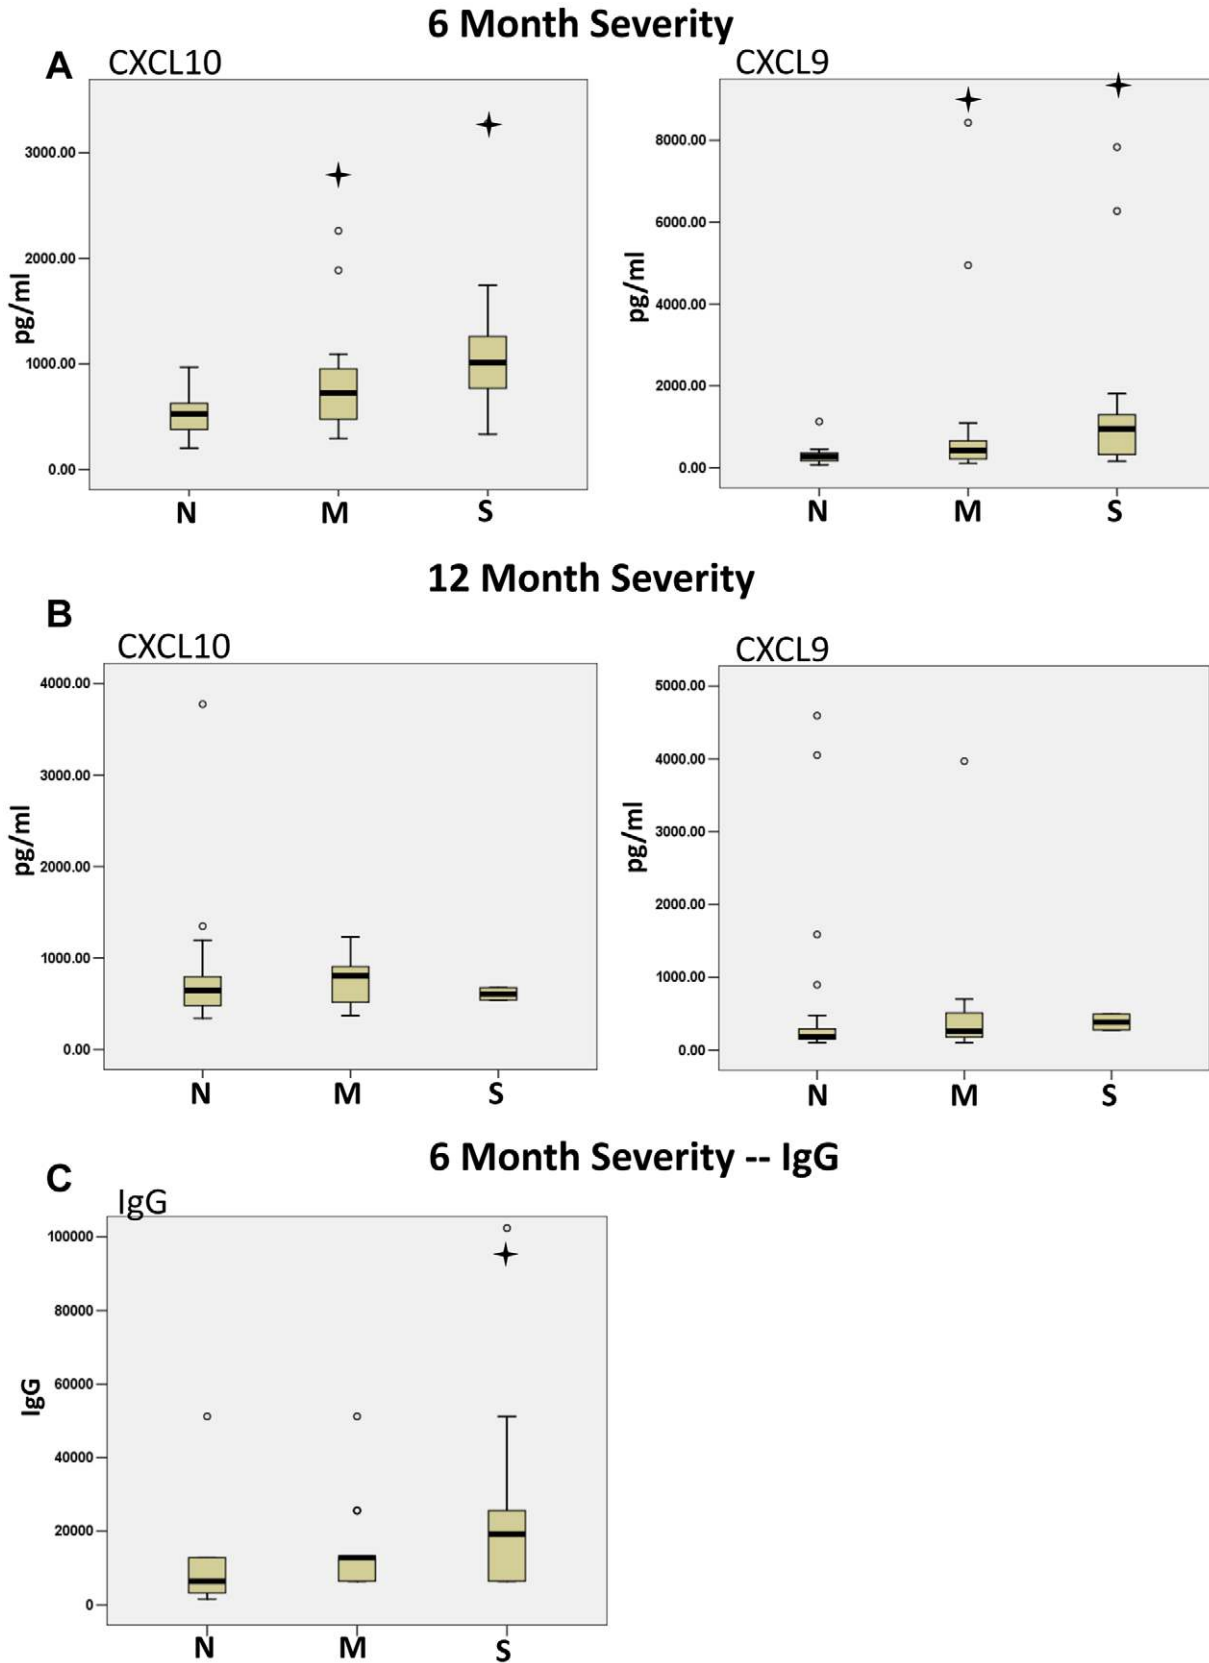 6 Month Severity
A CXCL10
CXCL9
3000.00
2000.00
1000.00
0.00
pg/ml
N M S
8000.00
6000.00
4000.00
2000.00
0.00
pg/ml
N M S
12 Month Severity
B
CXCL10
CXCL9
4000.00
3000.00
2000.00
1000.00
0.00
pg/ml
N M S
5000.00
4000.00
3000.00
2000.00
1000.00
0.00
pg/ml
N M S
6 Month Severity -- IgG
C
IgG
100000
80000
60000
40000
20000
0
IgG
N M S